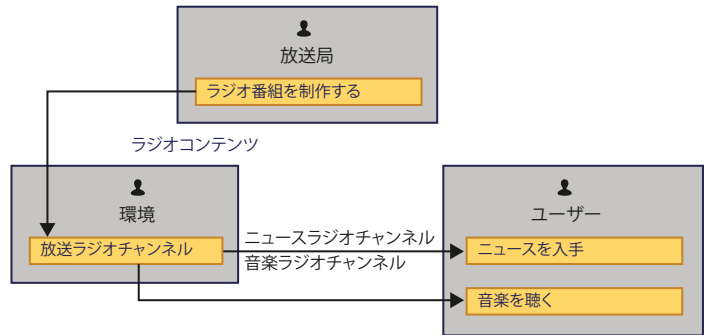 放送局
ラジオ番組を制作する
ラジオコンテンツ
環境
放送ラジオチャンネル
ニュースラジオチャンネル
音楽ラジオチャンネル
ユーザー
ニュースを入手
音楽を聴く